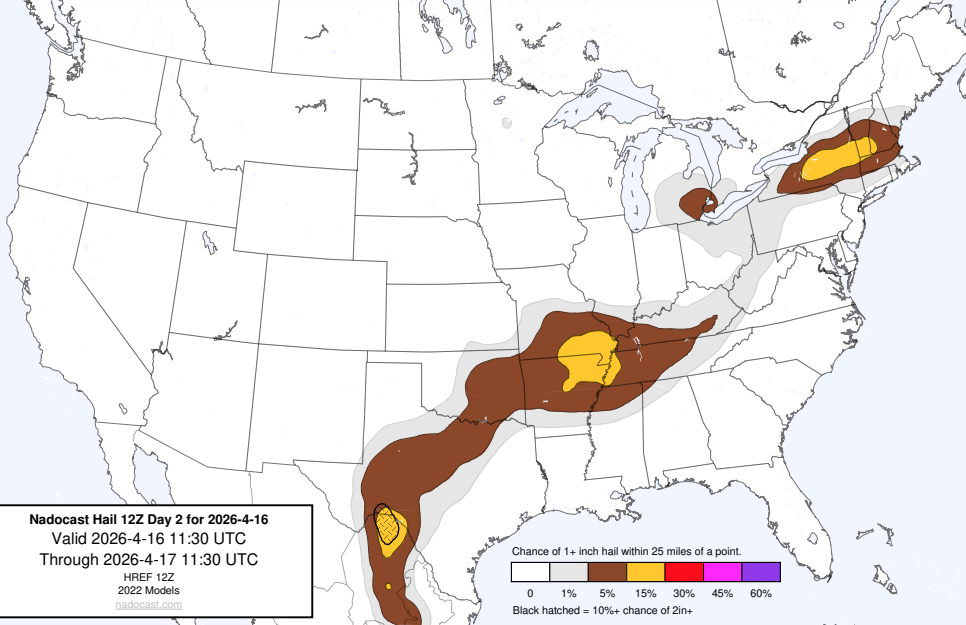 Nadocast Hail 12Z Day 2 for 2026-4-16
Valid 2026-4-16 11:30 UTC
Through 2026-4-17 11:30 UTC
HREF 12Z
2022 Models
nadocast.com
Chance of 1+ inch hail within 25 miles of a point.
0 1% 5% 15% 30% 45% 60%
Black hatched = 10%+ chance of 2in+